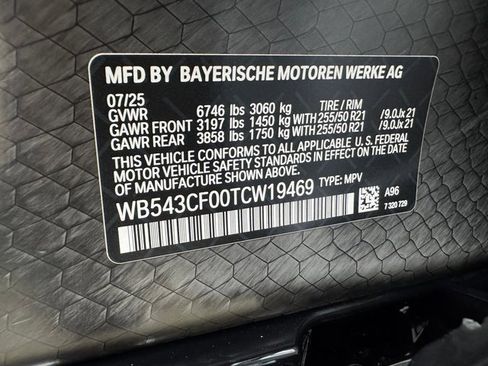 MFD BY BAYERISCHE MOTOREN WERKE AG
07/25
GVWR 6746 lbs 3060 kg TIRE / RIM
GAWR FRONT 3197 lbs 1450 kg WITH 255/50 R21 /9.0Jx21
GAWR REAR 3858 lbs 1750 kg WITH 255/50 R21 /9.0Jx21
THIS VEHICLE CONFORMS TO ALL APPLICABLE U.S. FEDERAL
MOTOR VEHICLE SAFETY STANDARDS IN EFFECT ON THE DATE
OF MANUFACTURE SHOWN ABOVE.
WB543CF00TCW19469 TYPE: MPV
A96
7 320 729